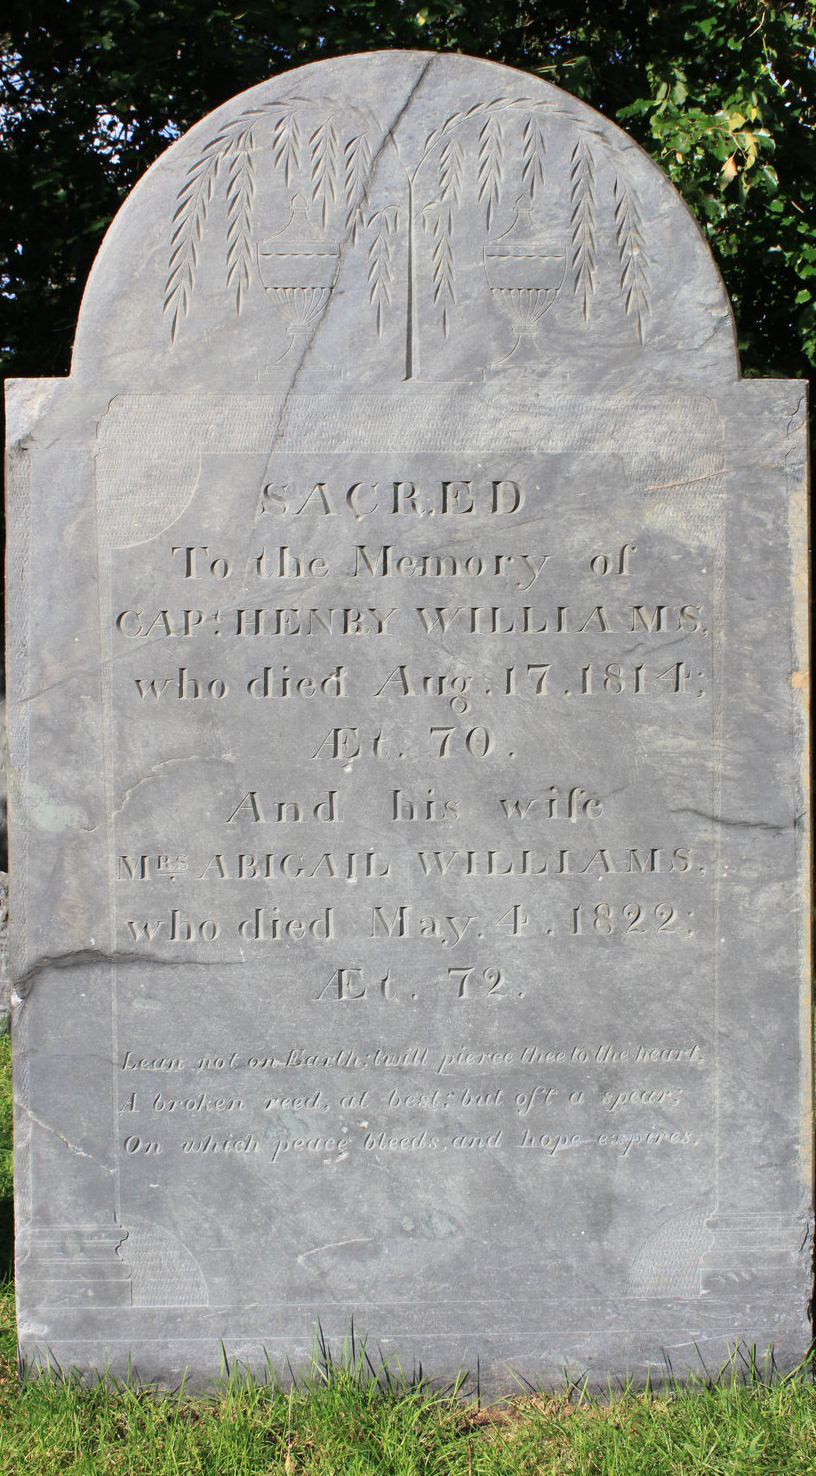 SACRED
To the Memory of
CAPt. HENRY WILLIAMS,
who died Aug. 17. 1814;
Æt. 70.
And his wife
Mrs ABIGAIL WILLIAMS,
who died May. 4. 1822;
Æt. 72.
Lean not on Earth; 'twill pierce thee to the heart,
A broken reed, at best; but oft a spear;
On which peace bleeds, and hope expires.